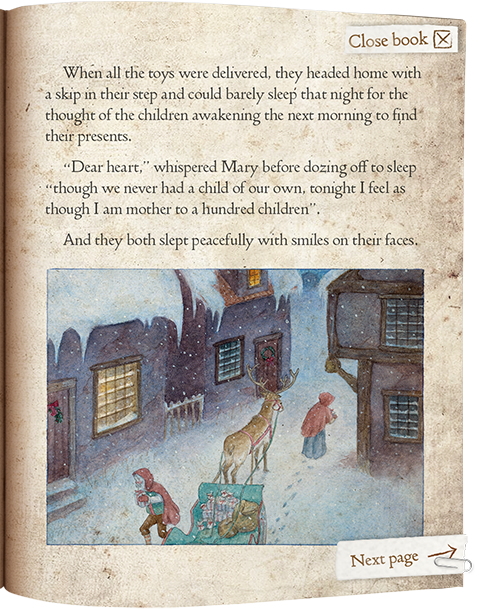 Close book
When all the toys were delivered, they headed home with
a skip in their step and could barely sleep that night for the
thought of the children awakening the next morning to find
their presents.
“Dear heart,” whispered Mary before dozing off to sleep
“though we never had a child of our own, tonight I feel as
though I am mother to a hundred children”.
And they both slept peacefully with smiles on their faces.
Next page